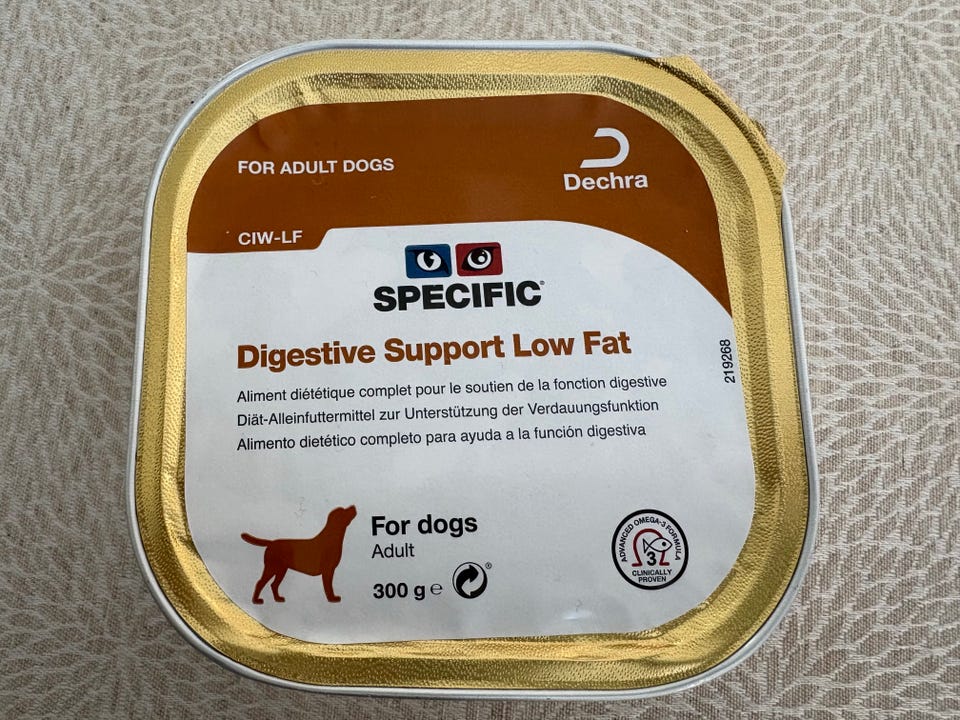 FOR ADULT DOGS
Dechra
CIW-LF
SPECIFIC®
Digestive Support Low Fat
Aliment diététique complet pour le soutien de la fonction digestive
Diät-Alleinfuttermittel zur Unterstützung der Verdauungsfunktion
Alimento dietético completo para ayuda a la función digestiva
219268
For dogs
Adult
300 g e ®
ADVANCED OMEGA-3 FORMULA
3
CLINICALLY
PROVEN